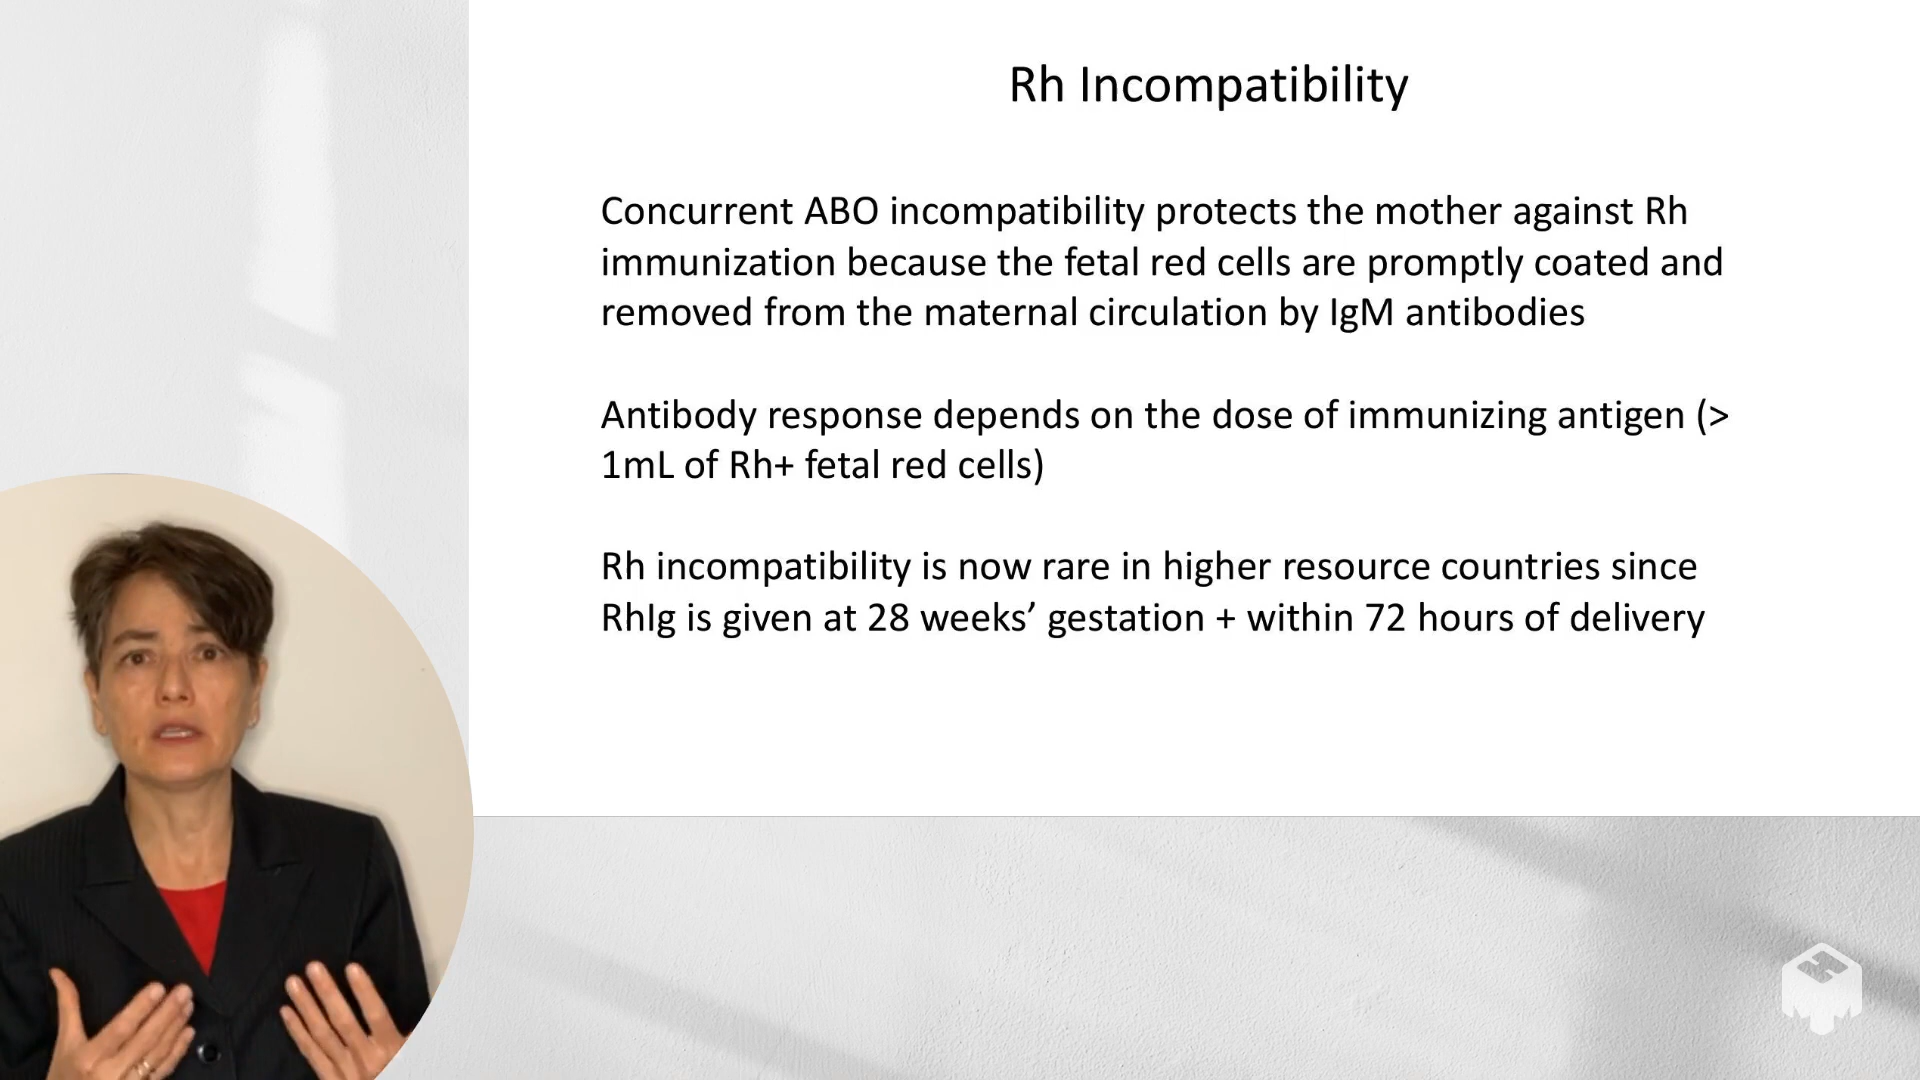 Rh Incompatibility
Concurrent ABO incompatibility protects the mother against Rh
immunization because the fetal red cells are promptly coated and
removed from the maternal circulation by IgM antibodies
Antibody response depends on the dose of immunizing antigen (>
1mL of Rh+ fetal red cells)
Rh incompatibility is now rare in higher resource countries since
RhIg is given at 28 weeks’ gestation + within 72 hours of delivery